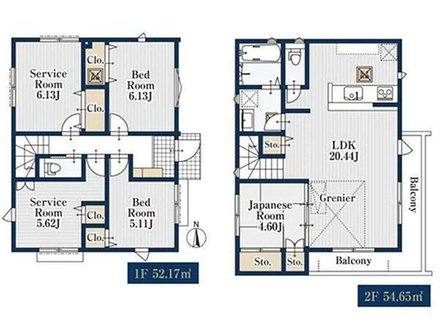 Service
Room
6.13J
Clo.
Clo.
Bed
Room
6.13J
Service
Room
5.62J
Clo.
Clo.
Bed
Room
5.11J
N
1F 52.17㎡
Sto.
LDK
20.44J
Japanese
Room
4.60J
Grenier
Balcony
Balcony
Sto.
Sto.
2F 54.65㎡